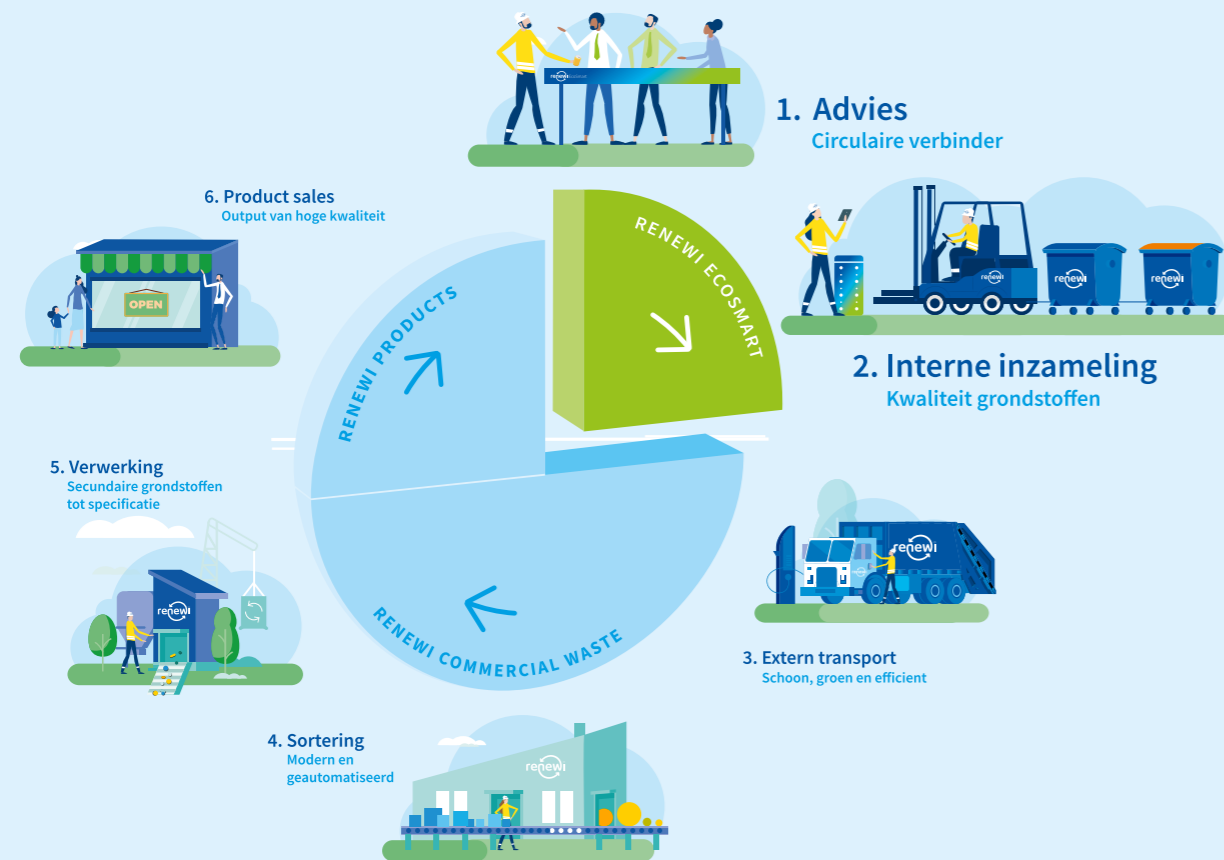 1. Advies
Circulaire verbinder
renewi
2. Interne inzameling
Kwaliteit grondstoffen
renewi
renewi
renewi
3. Extern transport
Schoon, groen en efficient
renewi
4. Sortering
Modern en
geautomatiseerd
renewi
5. Verwerking
Secundaire grondstoffen
tot specificatie
renewi
6. Product sales
Output van hoge kwaliteit
OPEN
RENEWI ECOSMART
RENEWI COMMERCIAL WASTE
RENEWI PRODUCTS